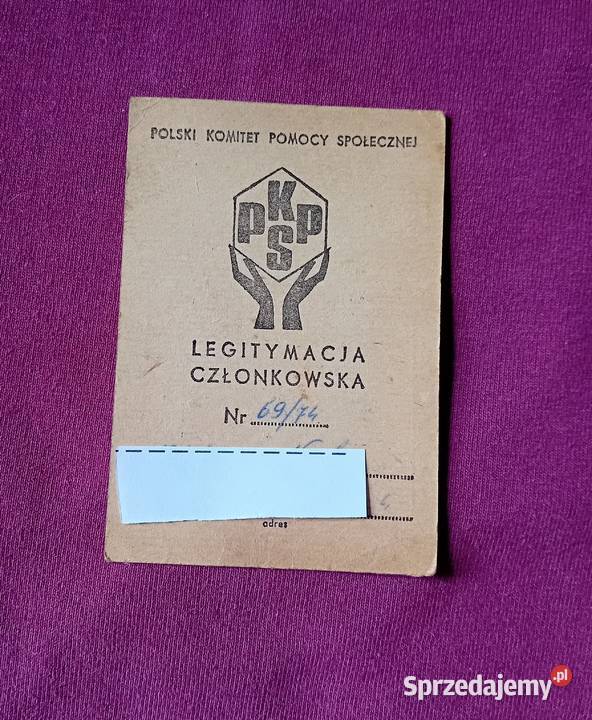 POLSKI KOMITET POMOCY SPOŁECZNEJ
PKPS
LEGITYMACJA
CZŁONKOWSKA
Nr 69/74
adres
Sprzedajemy.pl